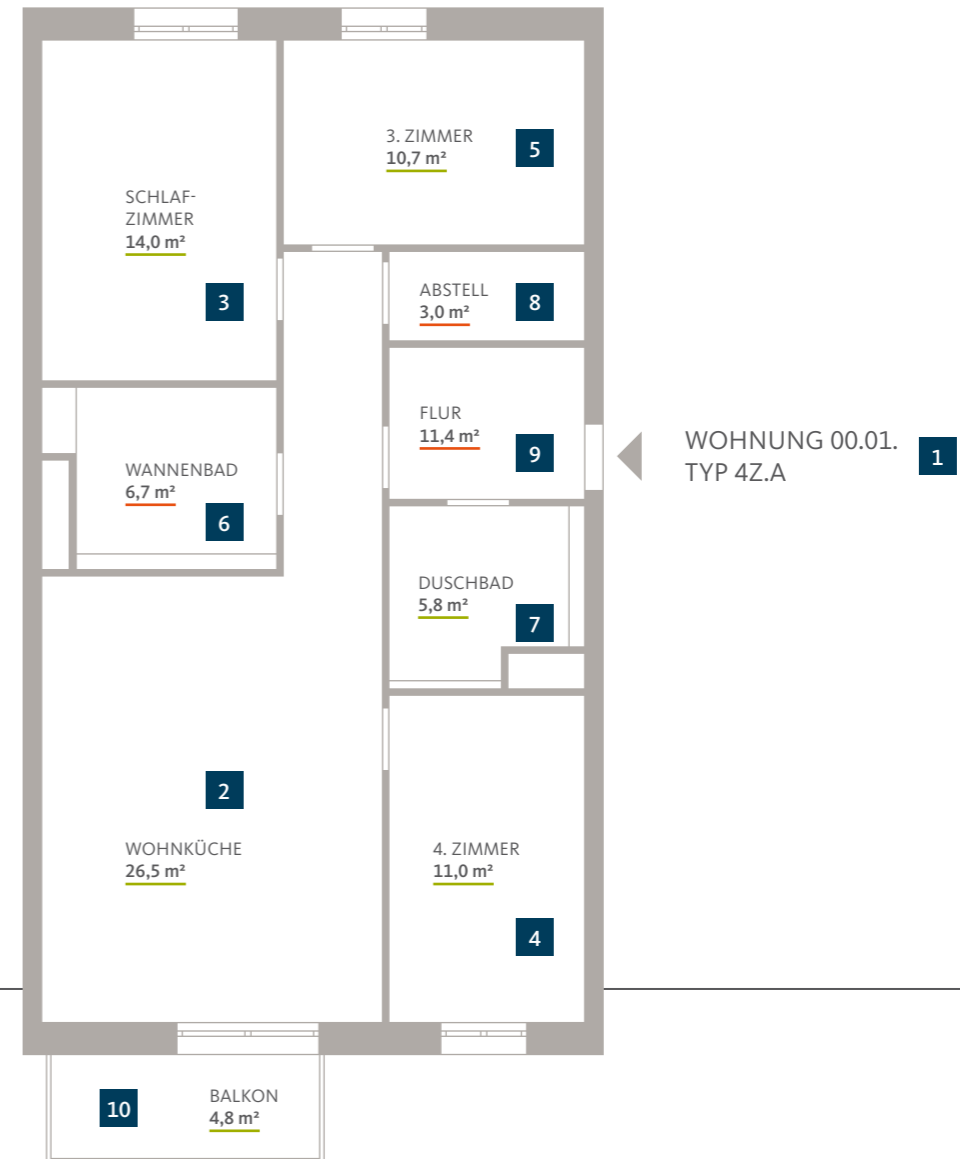 3. ZIMMER
10,7 m²
5
SCHLAF-
ZIMMER
14,0 m²
3
ABSTELL
3,0 m²
8
FLUR
11,4 m²
9
WOHNUNG 00.01.
TYP 4Z.A
1
WANNENBAD
6,7 m²
6
DUSCHBAD
5,8 m²
7
2
WOHNKÜCHE
26,5 m²
4. ZIMMER
11,0 m²
4
10
BALKON
4,8 m²